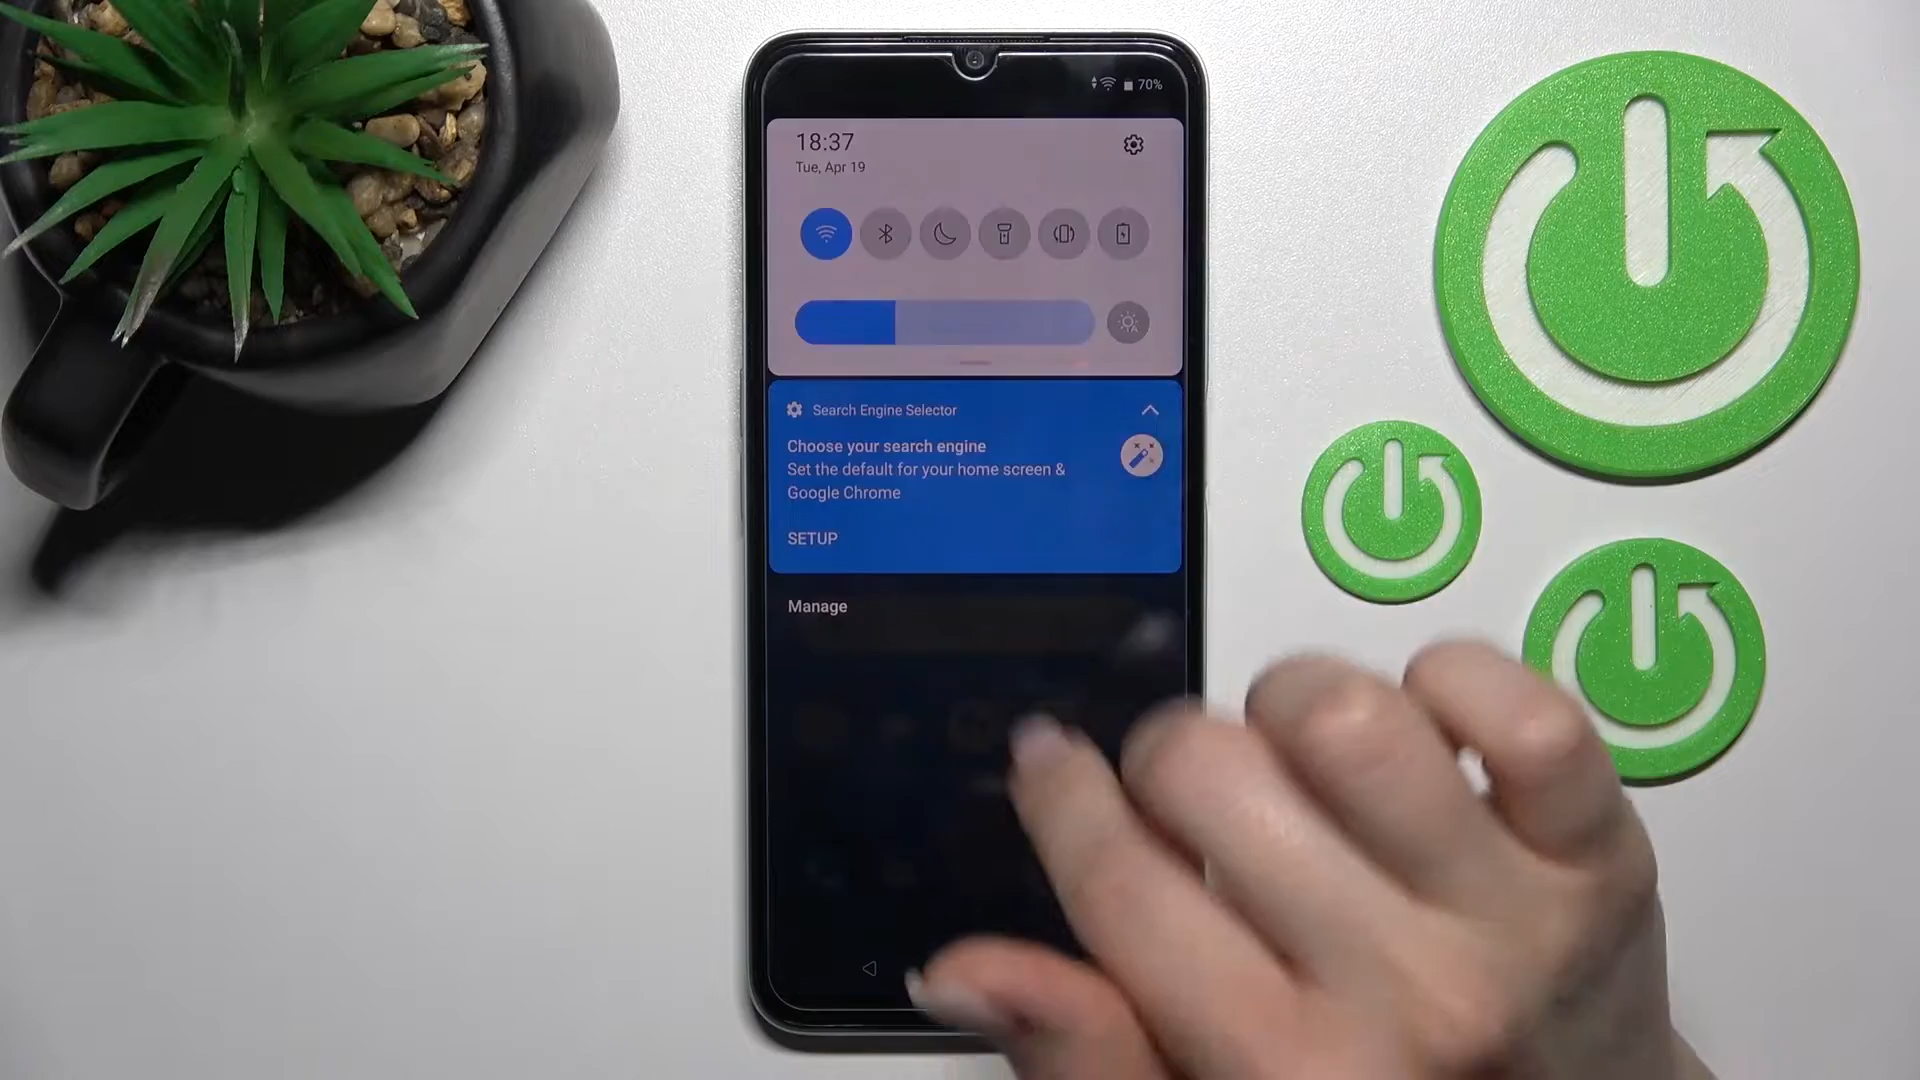 70%
18:37
Tue, Apr 19
Search Engine Selector
Choose your search engine
Set the default for your home screen &
Google Chrome
SETUP
Manage